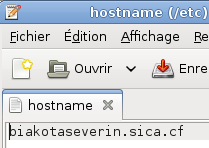 hostname (/etc)
Fichier Édition Affichage Re
Ouvrir Enre
hostname
biakotaseverin.sica.cf